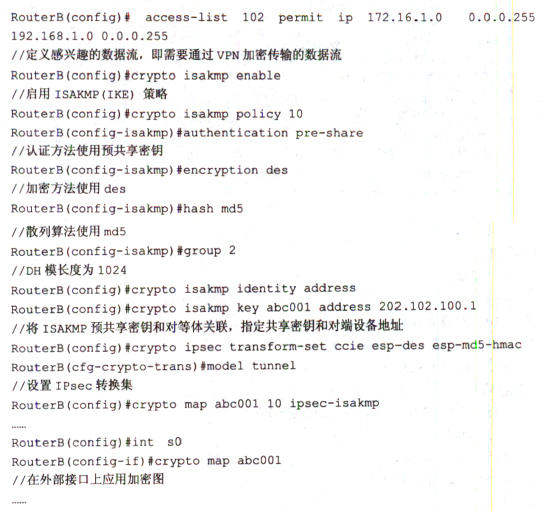 RouterB(config)# access-list 102 permit ip 172.16.1.0 0.0.0.255
192.168.1.0 0.0.0.255
//定义感兴趣的数据流，即需要通过 VPN 加密传输的数据流
RouterB(config)#crypto isakmp enable
//启用 ISAKMP(IKE) 策略
RouterB(config)#crypto isakmp policy 10
RouterB(config-isakmp)#authentication pre-share
//认证方法使用预共享密钥
RouterB(config-isakmp)#encryption des
//加密方法使用 des
RouterB(config-isakmp)#hash md5
//散列算法使用 md5
RouterB(config-isakmp)#group 2
//DH 模长度为 1024
RouterB(config)#crypto isakmp identity address
RouterB(config)#crypto isakmp key abc001 address 202.102.100.1
//将 ISAKMP 预共享密钥和对等体关联，指定共享密钥和对端设备地址
RouterB(config)#crypto ipsec transform-set ccie esp-des esp-md5-hmac
RouterB(cfg-crypto-trans)#model tunnel
//设置 IPsec 转换集
RouterB(config)#crypto map abc001 10 ipsec-isakmp
……
RouterB(config)#int s0
RouterB(config-if)#crypto map abc001
//在外部接口上应用加密图
……